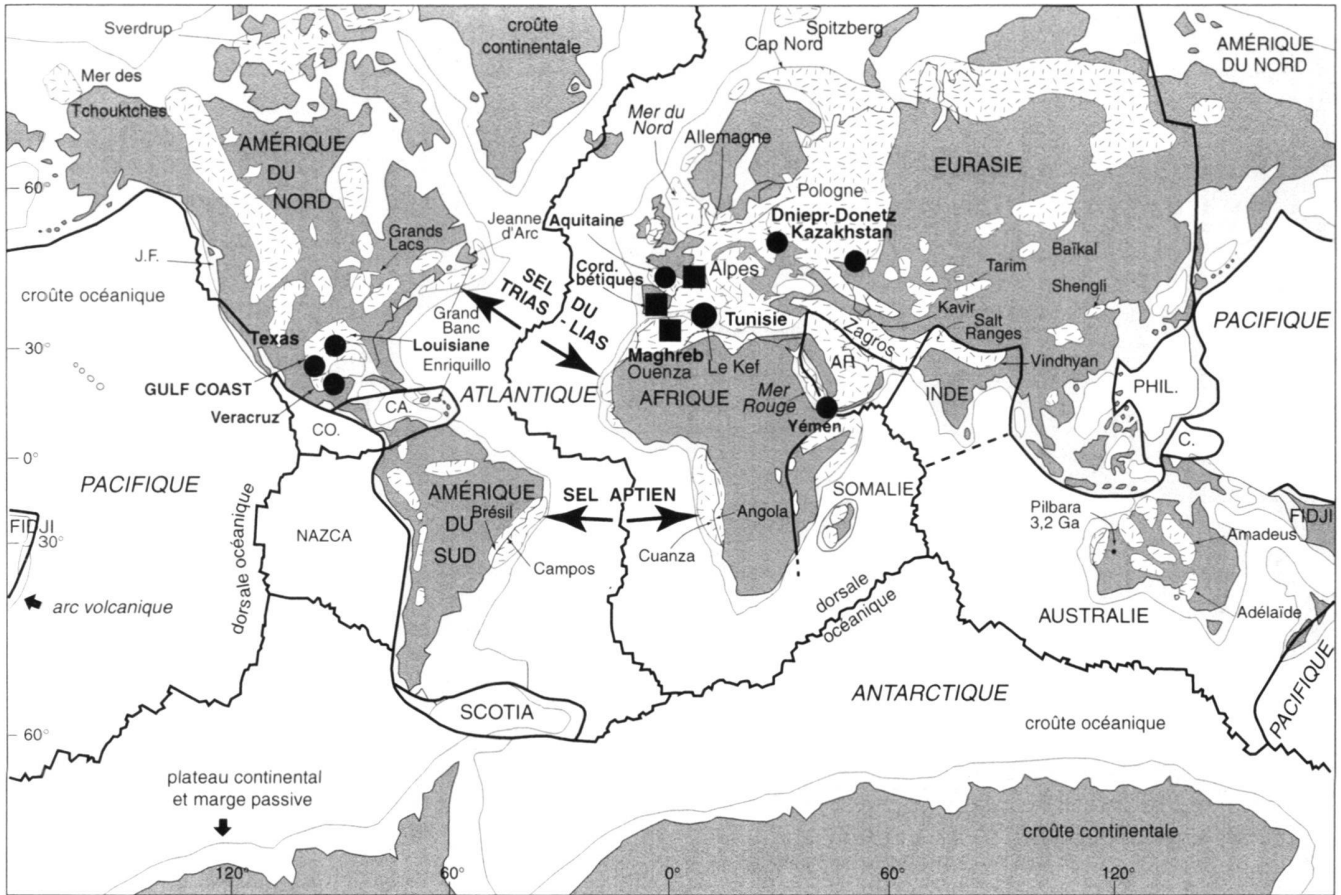 Sverdrup
croûte
continentale
Spitzberg
Cap Nord
AMÉRIQUE
DU NORD
Mer des
Tchouktches
Mer du
Nord
Allemagne
AMÉRIQUE
DU
NORD
EURASIE
60°
Pologne
Dniepr-Donetz
Kazakhstan
Jeanne
d'Arc
Aquitaine
Grands
Lacs
Baïkal
J.F.
Cord.
bétiques
Alpes
Tarim
Shengli
croûte océanique
SEL DU
TRIAS - LIAS
Grand
Banc
Kavir
Salt
Ranges
PACIFIQUE
Texas
Louisiane
Tunisie
Zagros
30°
Enriquillo
Maghreb
Ouenza
Le Kef
AR.
Vindhyan
GULF COAST
ATLANTIQUE
AFRIQUE
Mer
Rouge
INDE
PHIL.
Veracruz
CA.
Yémen
CO.
C.
0°
PACIFIQUE
AMÉRIQUE
DU
SUD
Brésil
SEL APTIEN
Angola
SOMALIE
Pilbara
3,2 Ga
FIDJI
FIDJI
30°
NAZCA
Amadeus
Campos
Cuanza
arc volcanique
dorsale océanique
dorsale
océanique
AUSTRALIE
Adélaïde
ANTARCTIQUE
SCOTIA
croûte océanique
PACIFIQUE
60°
plateau continental
et marge passive
croûte continentale
120°
60°
0°
60°
120°